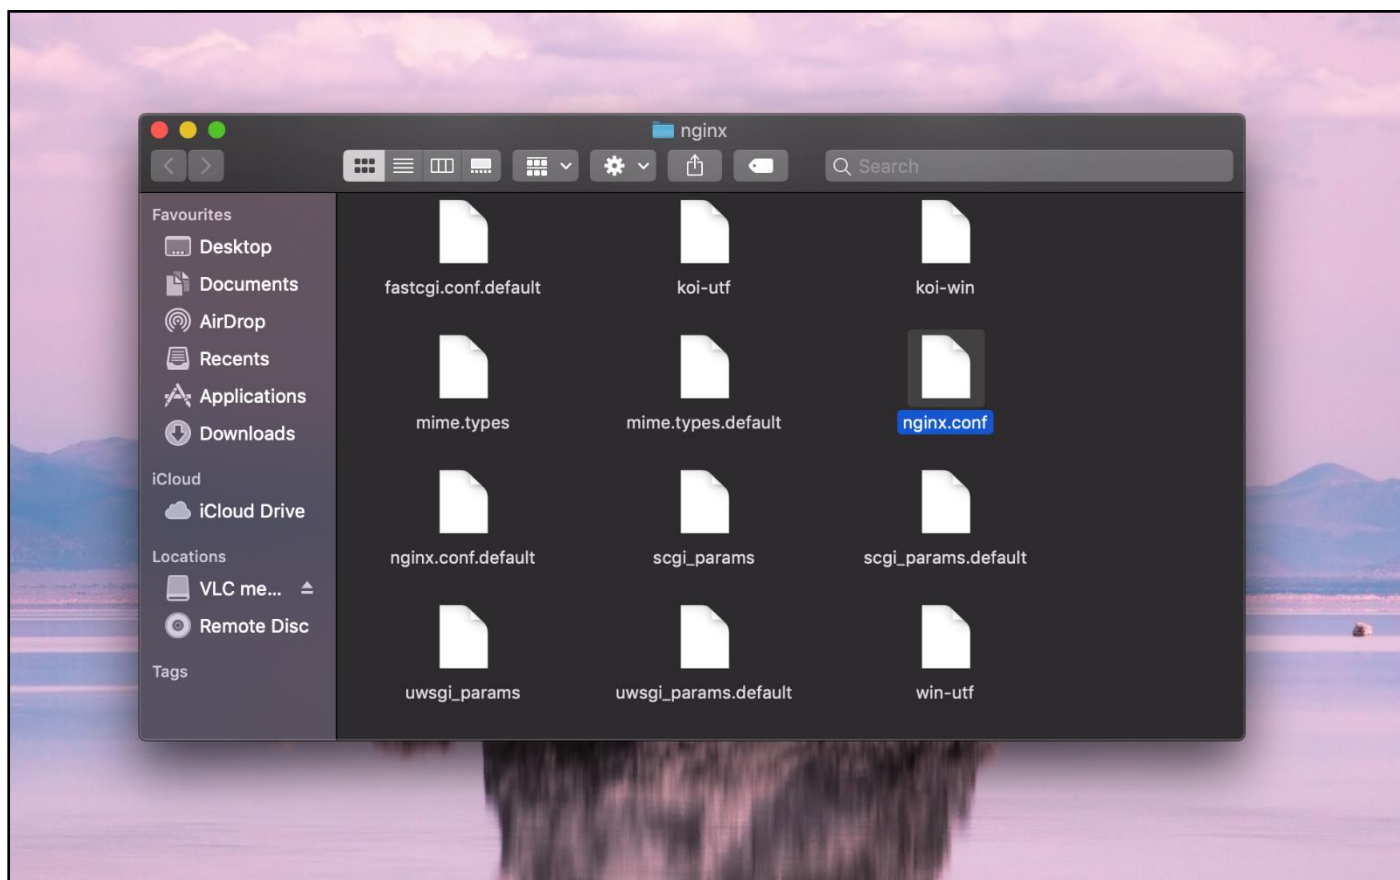 nginx
Search
Favourites
Desktop
Documents
AirDrop
Recents
Applications
Downloads
iCloud
iCloud Drive
Locations
VLC me...
Remote Disc
Tags
fastcgi.conf.default
koi-utf
koi-win
mime.types
mime.types.default
nginx.conf
nginx.conf.default
scgi_params
scgi_params.default
uwsgi_params
uwsgi_params.default
win-utf